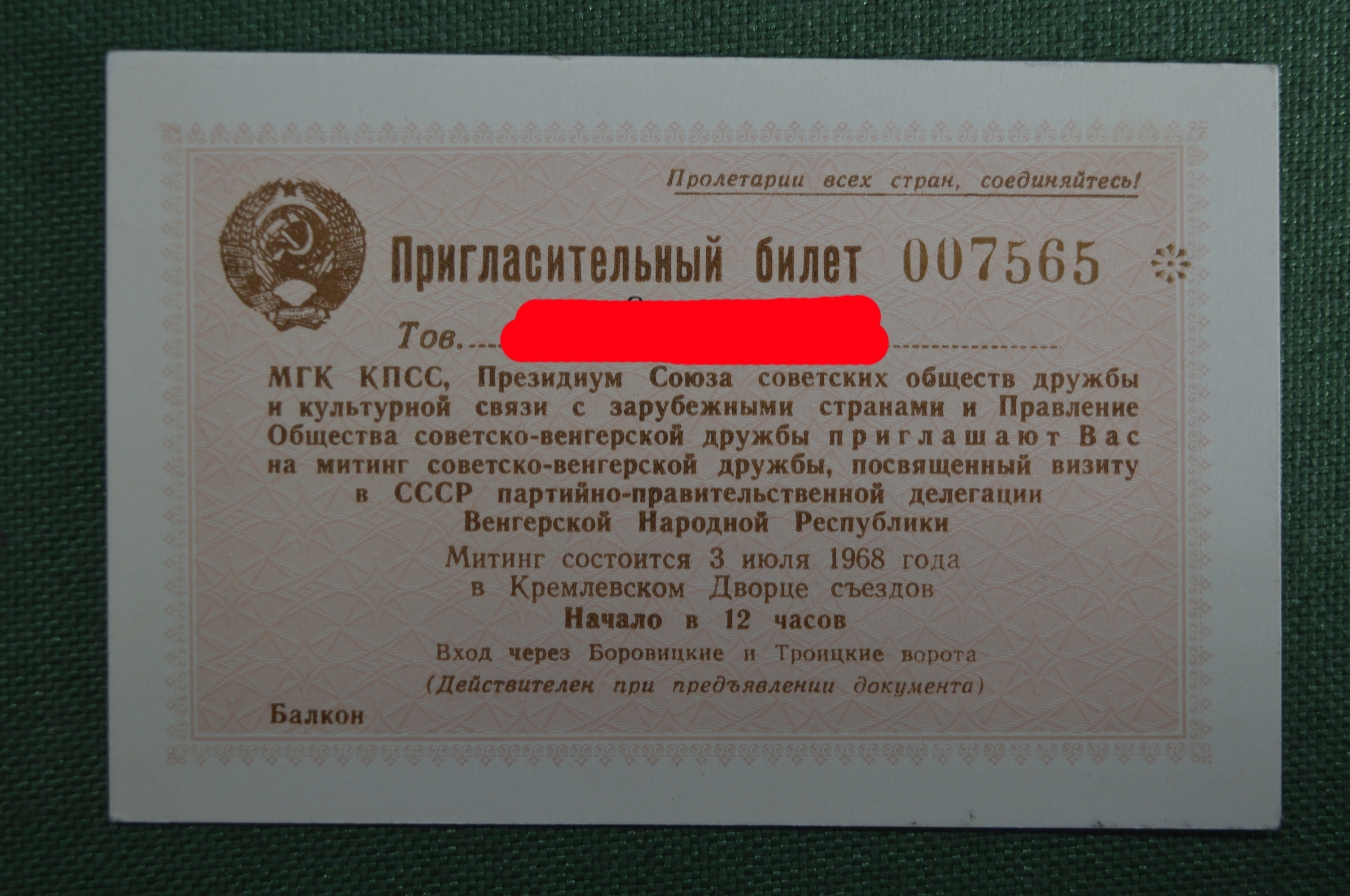 Пролетарии всех стран, соединяйтесь!
Пригласительный билет 007565
Тов.
МГК КПСС, Президиум Союза советских обществ дружбы
и культурной связи с зарубежными странами и Правление
Общества советско-венгерской дружбы приглашают Вас
на митинг советско-венгерской дружбы, посвященный визиту
в СССР партийно-правительственной делегации
Венгерской Народной Республики
Митинг состоится 3 июля 1968 года
в Кремлевском Дворце съездов
Начало в 12 часов
Вход через Боровицкие и Троицкие ворота
(Действителен при предъявлении документа)
Балкон